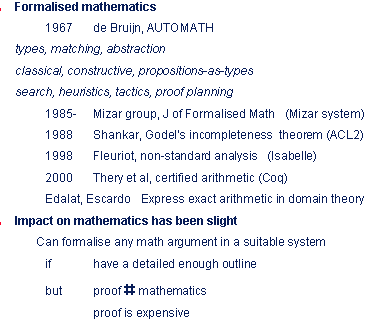 Formalised mathematics
1967 de Bruijn, AUTOMATH
types, matching, abstraction
classical, constructive, propositions-as-types
search, heuristics, tactics, proof planning
1985- Mizar group, J of Formalised Math (Mizar system)
1988 Shankar, Godel's incompleteness theorem (ACL2)
1998 Fleuriot, non-standard analysis (Isabelle)
2000 Thery et al, certified arithmetic (Coq)
Edalat, Escardo Express exact arithmetic in domain theory
Impact on mathematics has been slight
Can formalise any math argument in a suitable system
if have a detailed enough outline
but proof # mathematics
proof is expensive